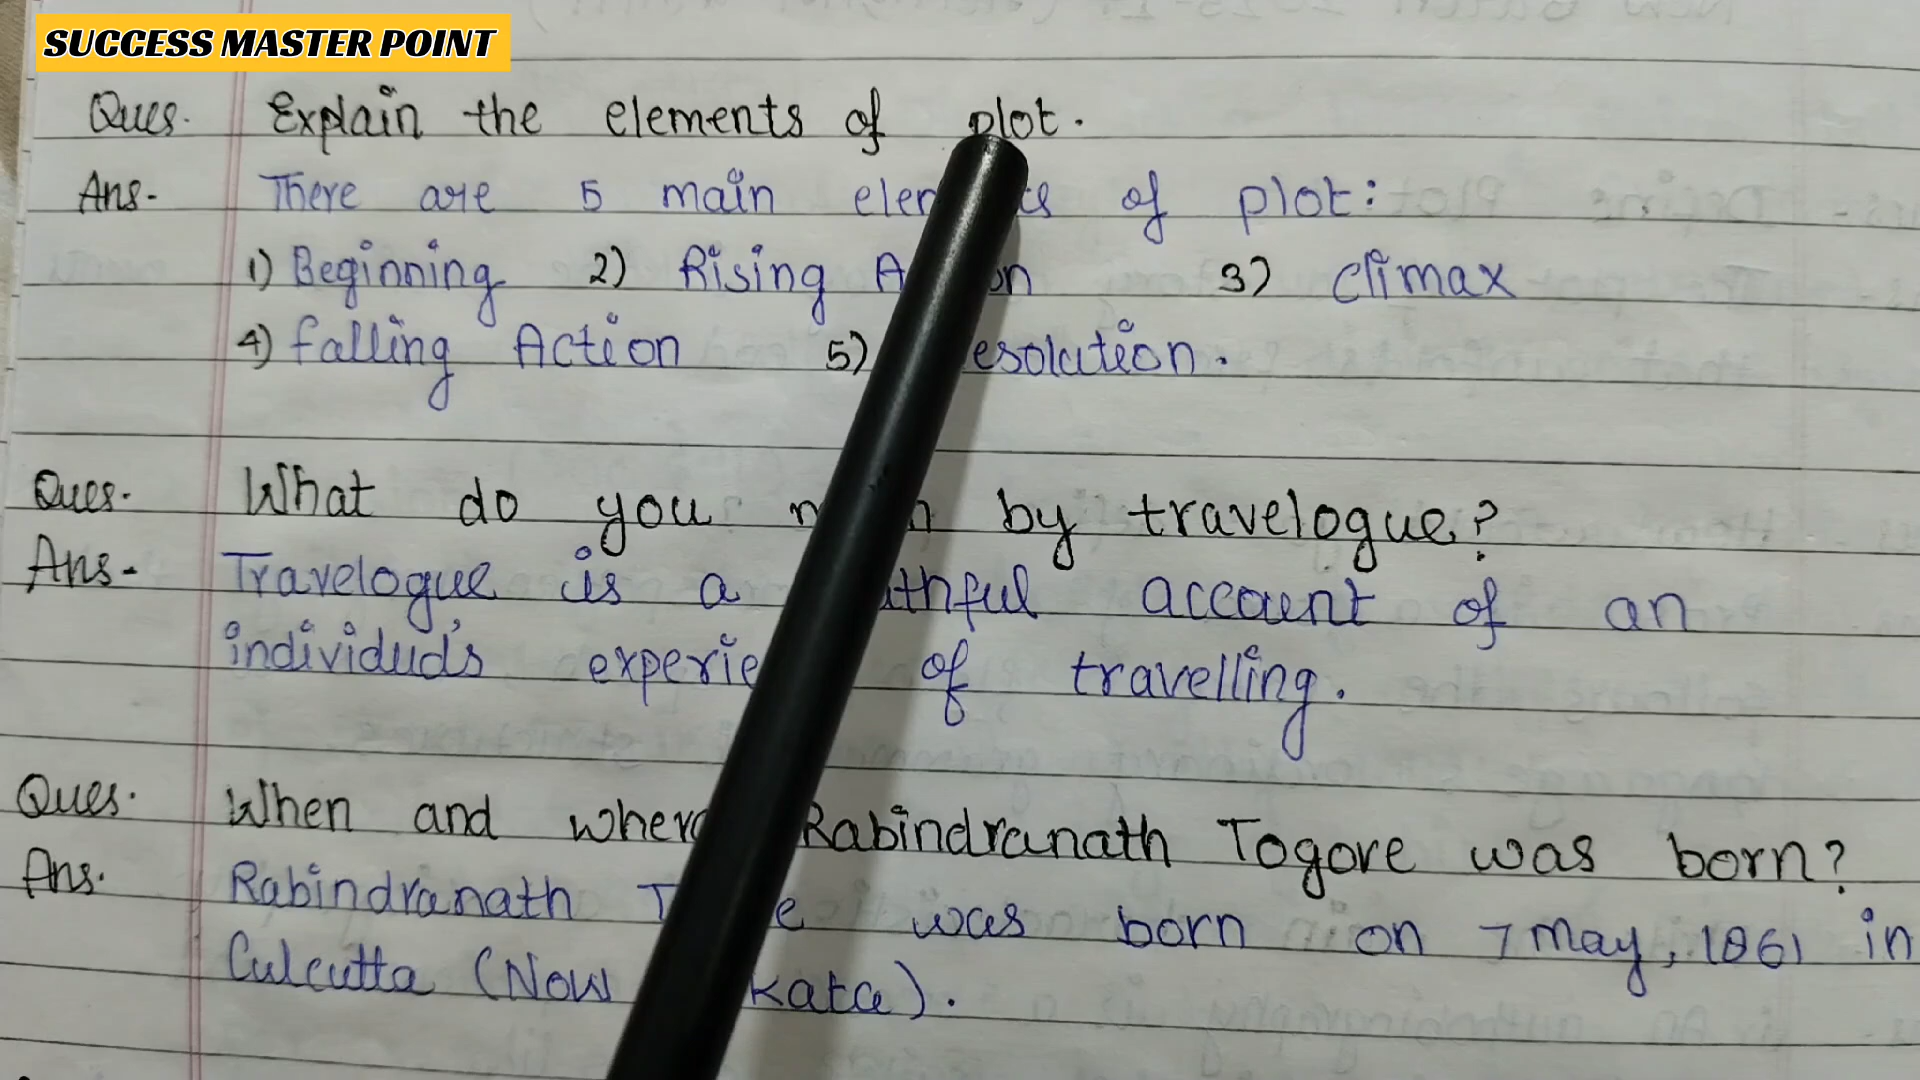 SUCCESS MASTER POINT
Ques. Explain the elements of plot.
Ans- There are 5 main of plot:
1) Beginning 2) Rising 3) Climax
4) falling Action 5)
Ques. What do you by travelogue?
Ans- Travelogue is a account of an
individud's of travelling.
Ques. When and where Rabindranath Togore was born?
Ans. Rabindranath was born on 7 May, 1861 in
Culcutta (Now